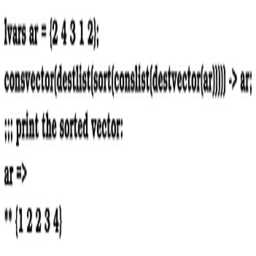 lvars ar = {2 4 3 1 2};
consvector(destlist(sort(conslist(destvector(ar))))) -> ar;
;;; print the sorted vector:
ar =>
** {1 2 2 3 4}